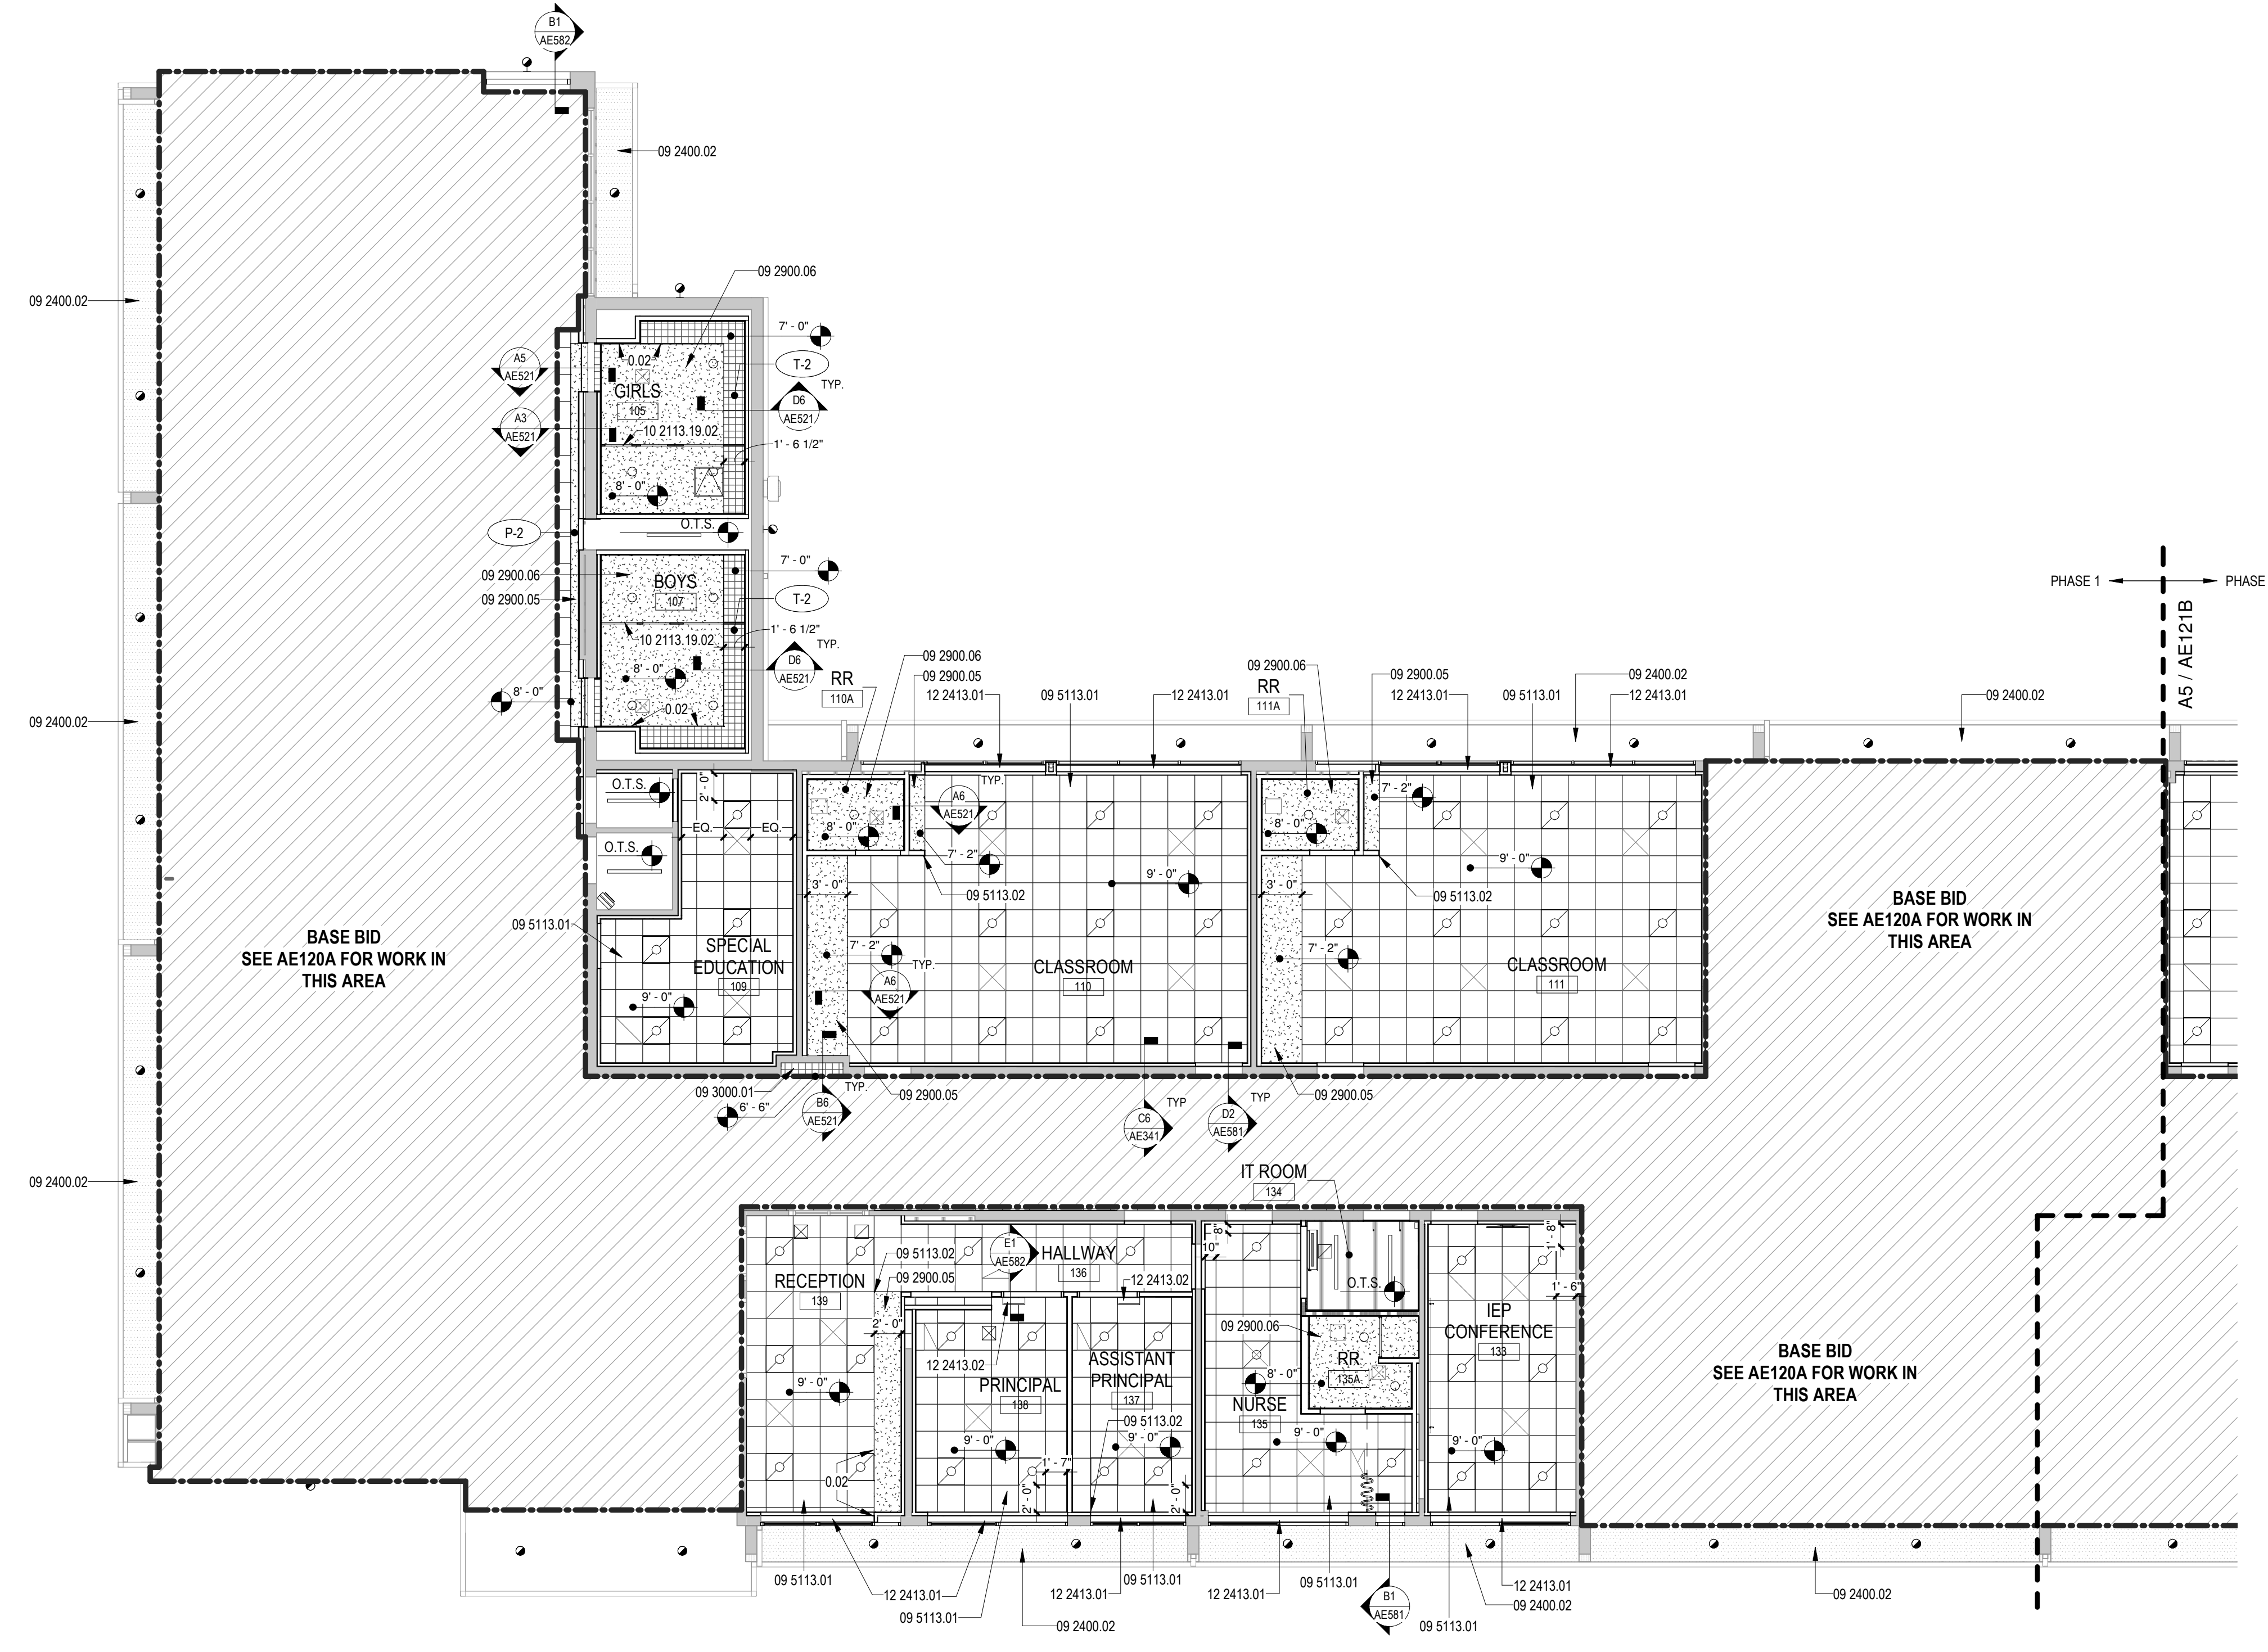 B1
AE582
09 2400.02
09 2900.06
09 2400.02
7' - 0"
A5
AE521
0.02
T-2
GIRLS
105
TYP.
D6
AE521
A3
AE521
10 2113.19.02
1' - 6 1/2"
8' - 0"
P-2
O.T.S.
7' - 0"
09 2900.06
BOYS
107
09 2900.05
T-2
10 2113.19.02
1' - 6 1/2"
TYP.
D6
AE521
8' - 0"
8' - 0"
0.02
09 2400.02
PHASE 1
PHASE
A5 / AE121B
RR
110A
09 2900.06
09 2900.05
12 2413.01
09 5113.01
12 2413.01
09 2900.06
RR
111A
09 2900.05
12 2413.01
09 5113.01
09 2400.02
12 2413.01
09 2400.02
O.T.S.
2' - 0"
EQ.
EQ.
O.T.S.
TYP.
A6
AE521
8' - 0"
7' - 2"
09 5113.02
3' - 0"
9' - 0"
8' - 0"
7' - 2"
9' - 0"
3' - 0"
09 5113.02
09 5113.01
SPECIAL
EDUCATION
109
9' - 0"
7' - 2"
TYP.
A6
AE521
CLASSROOM
110
7' - 2"
CLASSROOM
111
BASE BID
SEE AE120A FOR WORK IN
THIS AREA
BASE BID
SEE AE120A FOR WORK IN
THIS AREA
09 3000.01
6' - 6"
TYP.
B6
AE521
09 2900.05
TYP
C6
AE341
TYP
D2
AE581
09 2900.05
09 2400.02
IT ROOM
134
RECEPTION
139
09 5113.02
09 2900.05
E1
AE582
HALLWAY
136
12 2413.02
8"
10"
O.T.S.
1' - 8"
1' - 6"
2' - 0"
12 2413.02
9' - 0"
PRINCIPAL
138
ASSISTANT
PRINCIPAL
137
09 2900.06
RR
135A
8' - 0"
NURSE
135
IEP
CONFERENCE
133
BASE BID
SEE AE120A FOR WORK IN
THIS AREA
09 5113.02
9' - 0"
9' - 0"
9' - 0"
9' - 0"
1' - 7"
2' - 0"
2' - 0"
0.02
09 5113.01
12 2413.01
09 5113.01
09 2400.02
12 2413.01
09 5113.01
12 2413.01
09 5113.01
B1
AE581
09 5113.01
12 2413.01
09 2400.02
09 2400.02